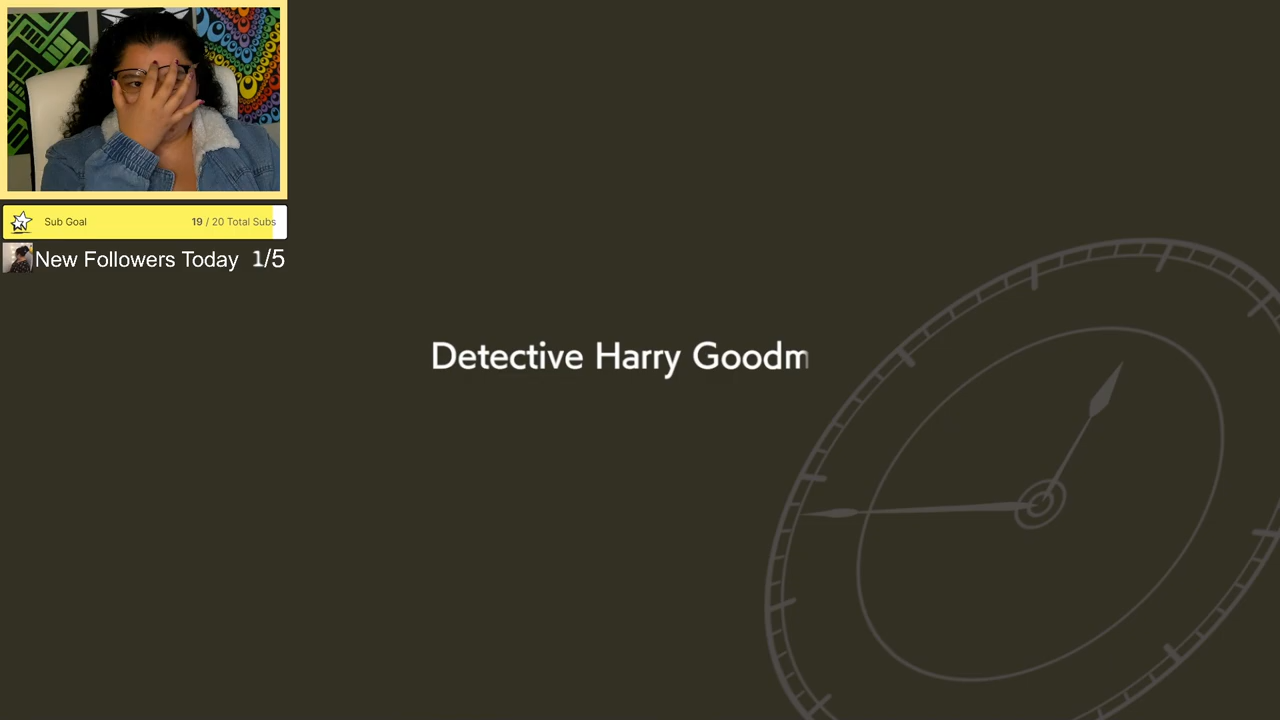 Sub Goal 19 / 20 Total Subs
New Followers Today 1/5
Detective Harry Goodm